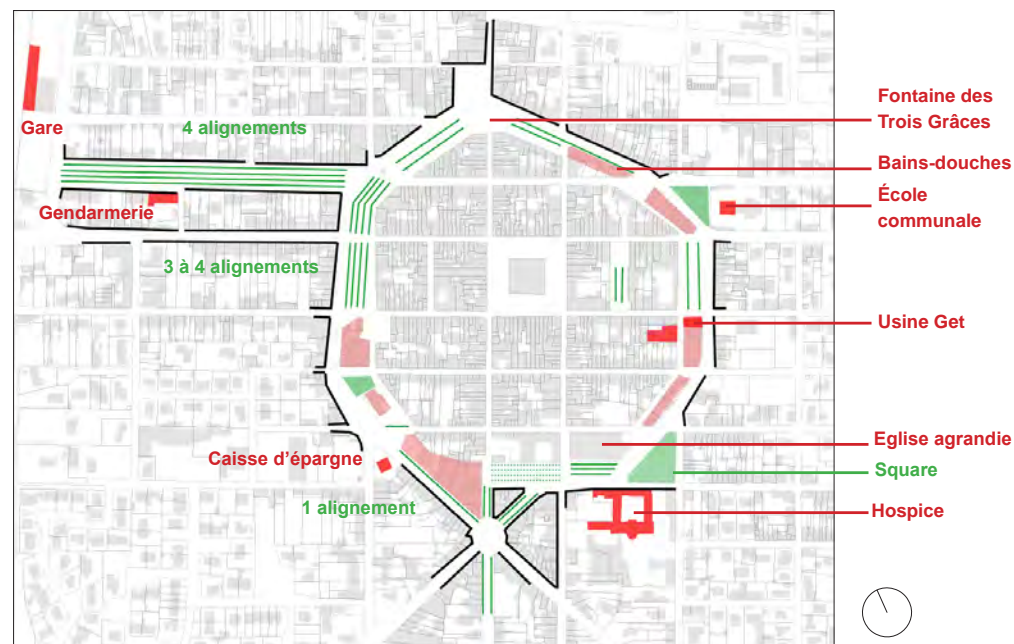 Gare
4 alignements
Gendarmerie
3 à 4 alignements
Caisse d'épargne
1 alignement
Fontaine des
Trois Grâces
Bains-douches
École
communale
Usine Get
Eglise agrandie
Square
Hospice